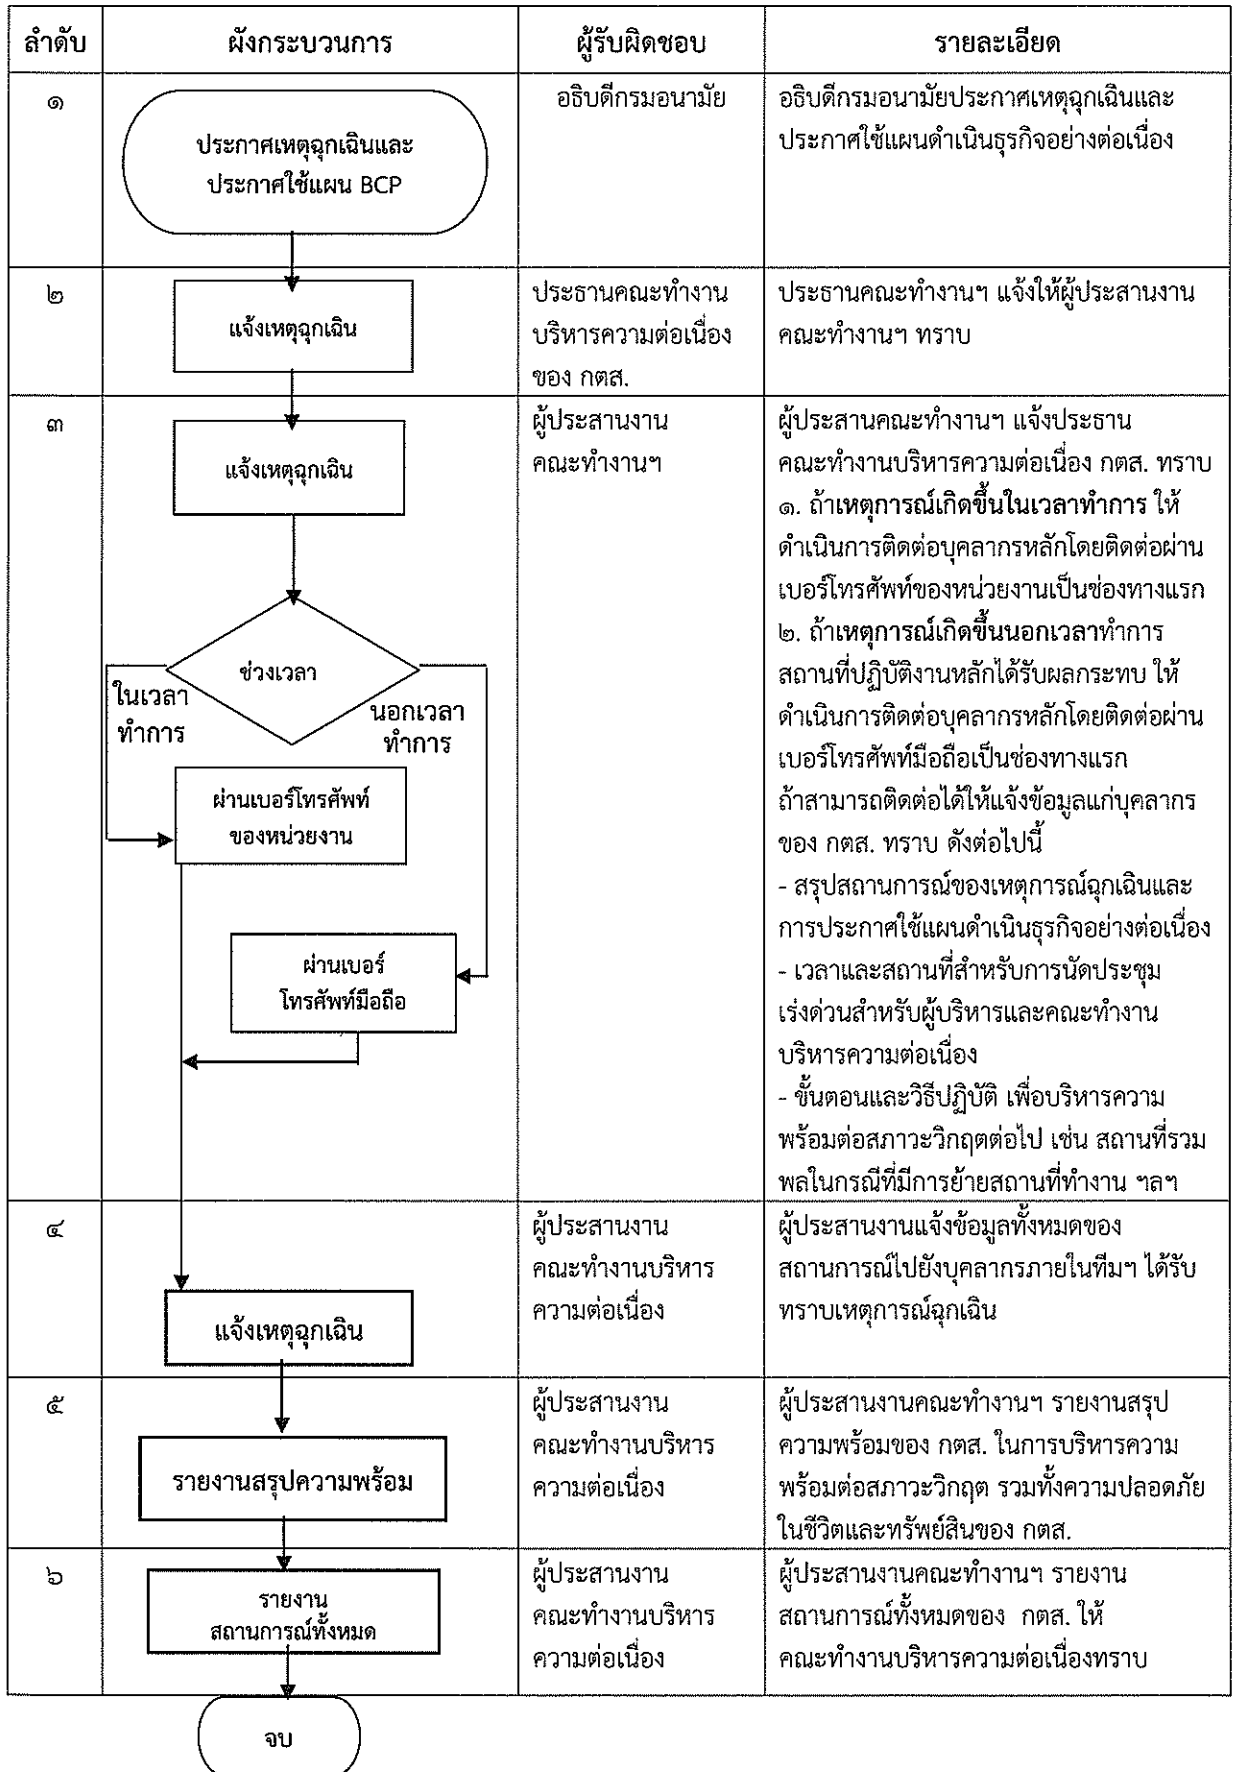 ลำดับ
ผังกระบวนการ
ผู้รับผิดชอบ
รายละเอียด
๑
ประกาศเหตุฉุกเฉินและ
ประกาศใช้แผน BCP
อธิบดีกรมอนามัย
อธิบดีกรมอนามัยประกาศเหตุฉุกเฉินและ
ประกาศใช้แผนดำเนินธุรกิจอย่างต่อเนื่อง
๒
แจ้งเหตุฉุกเฉิน
ประธานคณะทำงาน
บริหารความต่อเนื่อง
ของ กตส.
ประธานคณะทำงานฯ แจ้งให้ผู้ประสานงาน
คณะทำงานฯ ทราบ
๓
แจ้งเหตุฉุกเฉิน
ช่วงเวลา
ในเวลา
ทำการ
นอกเวลา
ทำการ
ผ่านเบอร์โทรศัพท์
ของหน่วยงาน
ผ่านเบอร์
โทรศัพท์มือถือ
ผู้ประสานงาน
คณะทำงานฯ
ผู้ประสานคณะทำงานฯ แจ้งประธาน
คณะทำงานบริหารความต่อเนื่อง กตส. ทราบ
๑. ถ้าเหตุการณ์เกิดขึ้นในเวลาทำการ ให้
ดำเนินการติดต่อบุคลากรหลักโดยติดต่อผ่าน
เบอร์โทรศัพท์ของหน่วยงานเป็นช่องทางแรก
๒. ถ้าเหตุการณ์เกิดขึ้นนอกเวลาทำการ
สถานที่ปฏิบัติงานหลักได้รับผลกระทบ ให้
ดำเนินการติดต่อบุคลากรหลักโดยติดต่อผ่าน
เบอร์โทรศัพท์มือถือเป็นช่องทางแรก
ถ้าสามารถติดต่อได้ให้แจ้งข้อมูลแก่บุคลากร
ของ กตส. ทราบ ดังต่อไปนี้
- สรุปสถานการณ์ของเหตุการณ์ฉุกเฉินและ
การประกาศใช้แผนดำเนินธุรกิจอย่างต่อเนื่อง
- เวลาและสถานที่สำหรับการนัดประชุม
เร่งด่วนสำหรับผู้บริหารและคณะทำงาน
บริหารความต่อเนื่อง
- ขั้นตอนและวิธีปฏิบัติ เพื่อบริหารความ
พร้อมต่อสภาวะวิกฤตต่อไป เช่น สถานที่รวม
พลในกรณีที่มีการย้ายสถานที่ทำงาน ฯลฯ
๔
แจ้งเหตุฉุกเฉิน
ผู้ประสานงาน
คณะทำงานบริหาร
ความต่อเนื่อง
ผู้ประสานงานแจ้งข้อมูลทั้งหมดของ
สถานการณ์ไปยังบุคลากรภายในทีมฯ ได้รับ
ทราบเหตุการณ์ฉุกเฉิน
๕
รายงานสรุปความพร้อม
ผู้ประสานงาน
คณะทำงานบริหาร
ความต่อเนื่อง
ผู้ประสานงานคณะทำงานฯ รายงานสรุป
ความพร้อมของ กตส. ในการบริหารความ
พร้อมต่อสภาวะวิกฤต รวมทั้งความปลอดภัย
ในชีวิตและทรัพย์สินของ กตส.
๖
รายงาน
สถานการณ์ทั้งหมด
ผู้ประสานงาน
คณะทำงานบริหาร
ความต่อเนื่อง
ผู้ประสานงานคณะทำงานฯ รายงาน
สถานการณ์ทั้งหมดของ กตส. ให้
คณะทำงานบริหารความต่อเนื่องทราบ
จบ